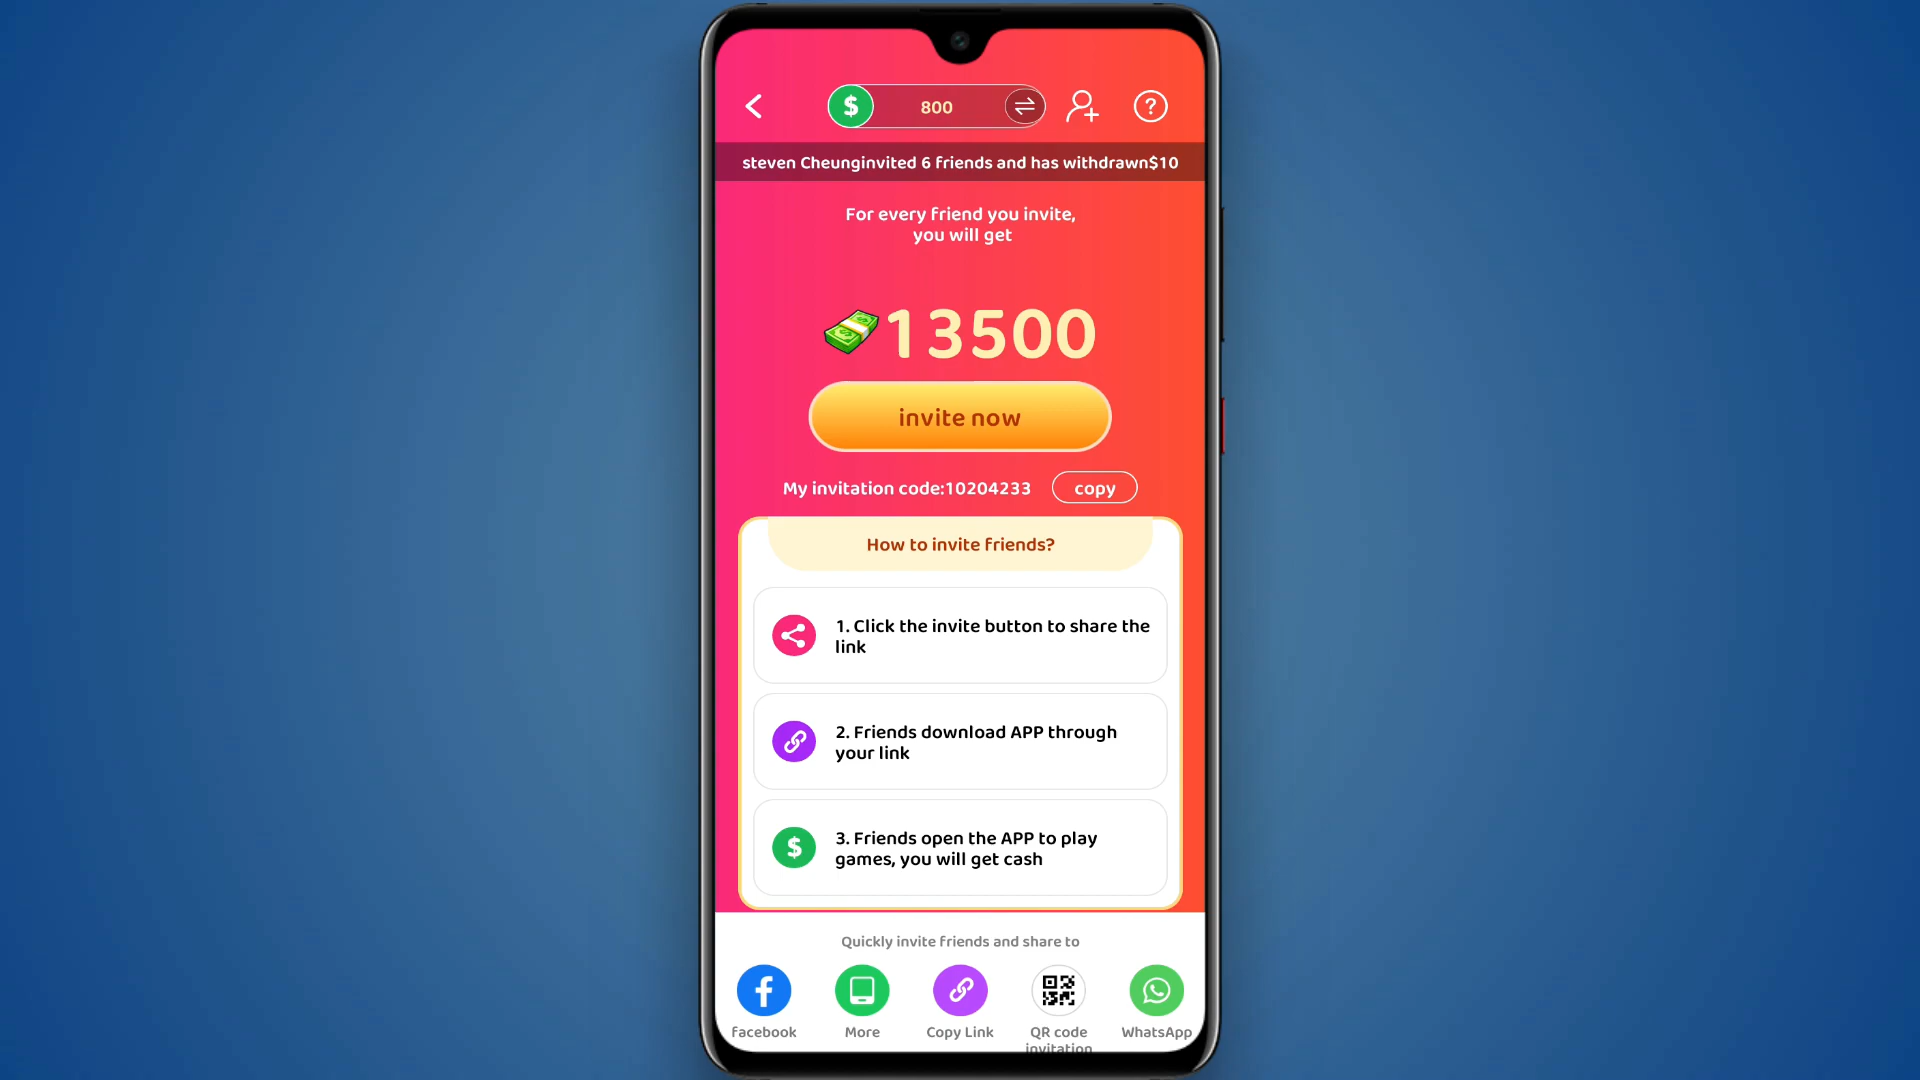 800
steven Cheunginvited 6 friends and has withdrawn$10
For every friend you invite,
you will get
13500
invite now
My invitation code:10204233 copy
How to invite friends?
1. Click the invite button to share the
link
2. Friends download APP through
your link
3. Friends open the APP to play
games, you will get cash
Quickly invite friends and share to
facebook More Copy Link QR code WhatsApp
invitation